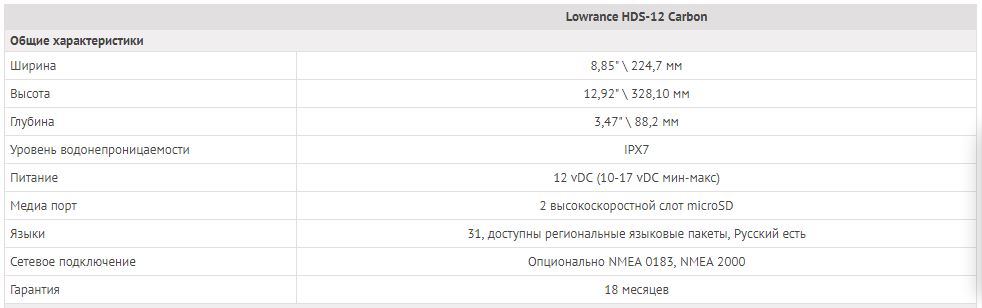 Lowrance HDS-12 Carbon
Общие характеристики
Ширина 8,85" \ 224,7 мм
Высота 12,92" \ 328,10 мм
Глубина 3,47" \ 88,2 мм
Уровень водонепроницаемости IPX7
Питание 12 vDC (10-17 vDC мин-макс)
Медиа порт 2 высокоскоростной слот microSD
Языки 31, доступны региональные языковые пакеты, Русский есть
Сетевое подключение Опционально NMEA 0183, NMEA 2000
Гарантия 18 месяцев